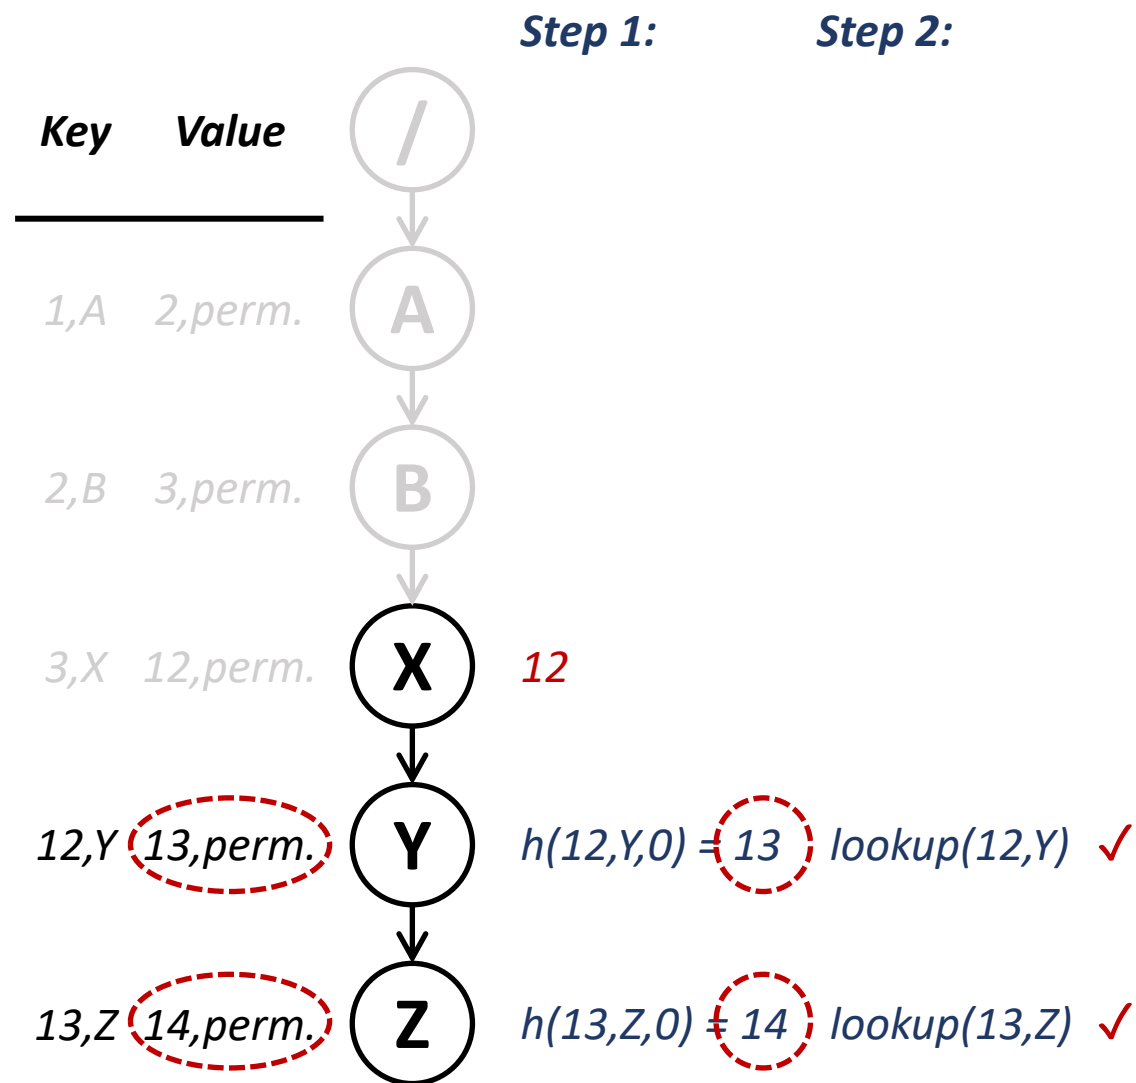 Step 1: Step 2:
Key Value /
1,A 2,perm. A
2,B 3,perm. B
3,X 12,perm. X 12
12,Y 13,perm. Y h(12,Y,0) = 13 lookup(12,Y) ✓
13,Z 14,perm. Z h(13,Z,0) = 14 lookup(13,Z) ✓